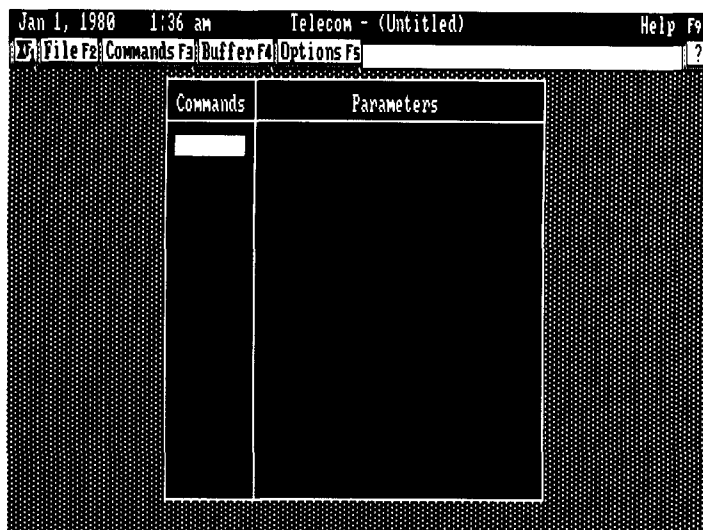 Jan 1, 1980 1:36 am Telecom - (Untitled) Help F9
File F2 Commands F3 Buffer F4 Options F5 ?
Commands Parameters